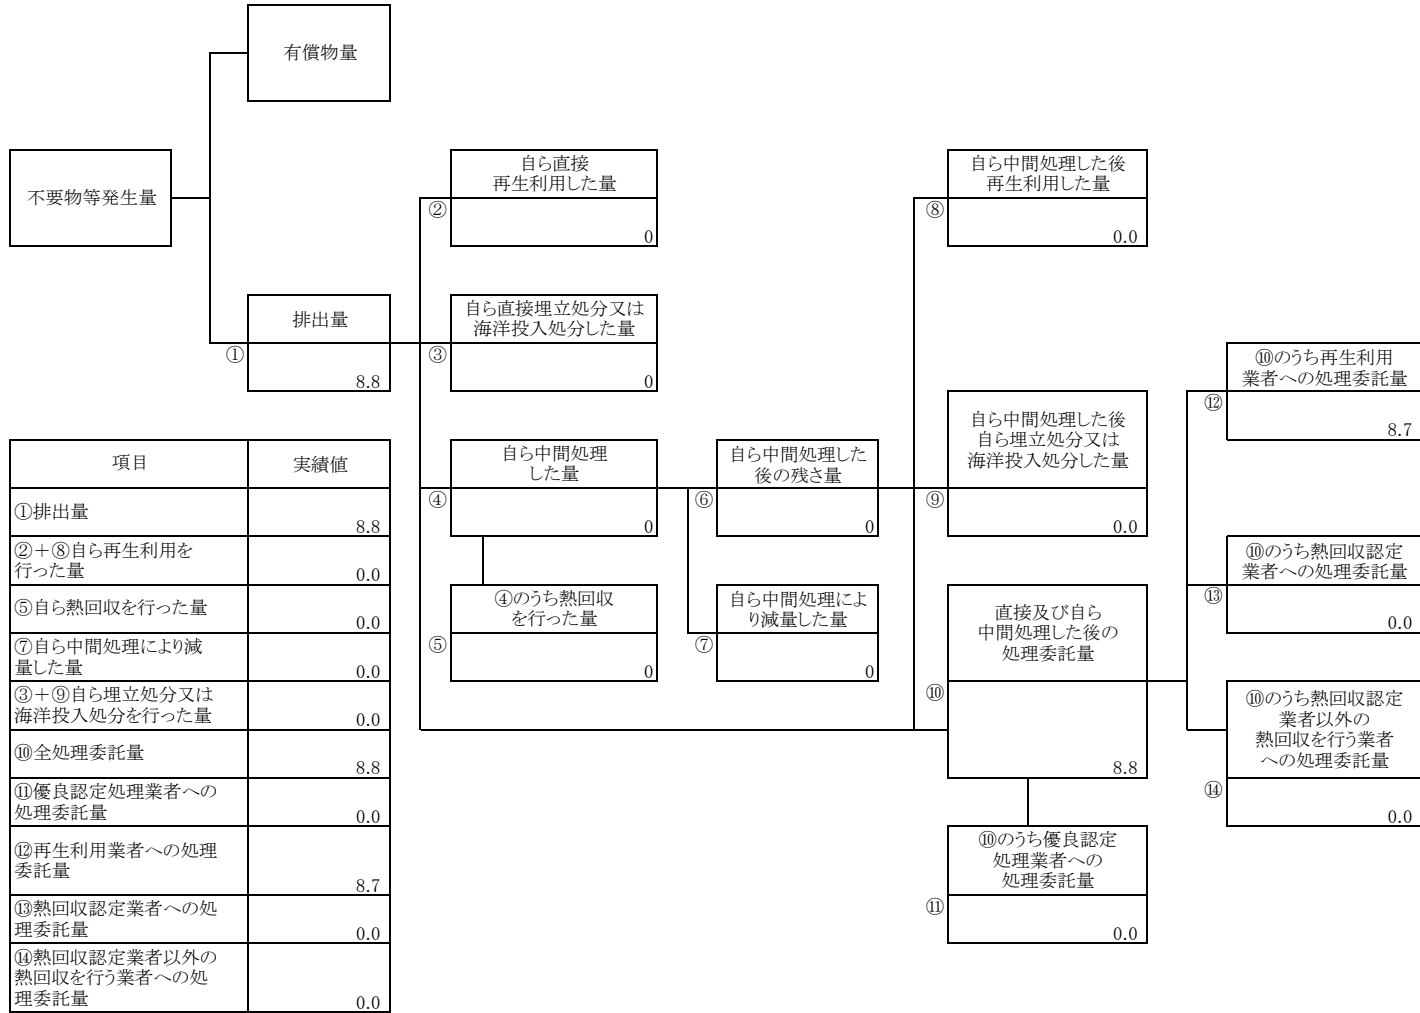 有償物量
不要物等発生量
自ら直接
再生利用した量
②
0
自ら中間処理した後
再生利用した量
⑧
0.0
排出量
①
8.8
自ら直接埋立処分又は
海洋投入処分した量
③
0
⑩のうち再生利用
業者への処理委託量
⑫
8.7
自ら中間処理
した量
④
0
自ら中間処理した
後の残さ量
⑥
0
自ら中間処理した後
自ら埋立処分又は
海洋投入処分した量
⑨
0.0
⑩のうち熱回収認定
業者への処理委託量
⑬
0.0
④のうち熱回収
を行った量
⑤
0
自ら中間処理によ
り減量した量
⑦
0
直接及び自ら
中間処理した後の
処理委託量
⑩
8.8
⑩のうち熱回収認定
業者以外の
熱回収を行う業者
への処理委託量
⑭
0.0
⑩のうち優良認定
処理業者への
処理委託量
⑪
0.0
項目 実績値
①排出量
8.8
②＋⑧自ら再生利用を
行った量
0.0
⑤自ら熱回収を行った量
0.0
⑦自ら中間処理により減
量した量
0.0
③＋⑨自ら埋立処分又は
海洋投入処分を行った量
0.0
⑩全処理委託量
8.8
⑪優良認定処理業者への
処理委託量
0.0
⑫再生利用業者への処理
委託量
8.7
⑬熱回収認定業者への処
理委託量
0.0
⑭熱回収認定業者以外の
熱回収を行う業者への処
理委託量
0.0